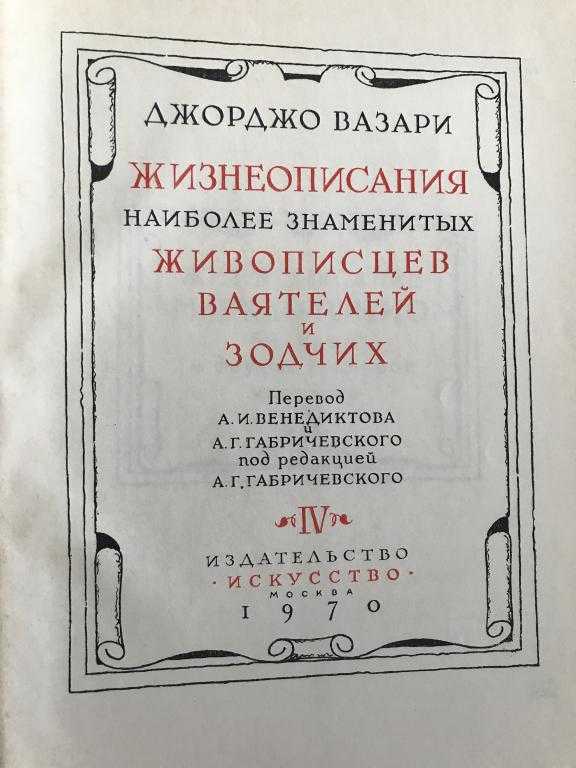 ДЖОРДЖО ВАЗАРИ
ЖИЗНЕОПИСАНИЯ
НАИБОЛЕЕ ЗНАМЕНИТЫХ
ЖИВОПИСЦЕВ
ВАЯТЕЛЕЙ
И
ЗОДЧИХ
Перевод
А. И. ВЕНЕДИКТОВА
и
А. Г. ГАБРИЧЕВСКОГО
под редакцией
А. Г. ГАБРИЧЕВСКОГО
IV
ИЗДАТЕЛЬСТВО
· ИСКУССТВО ·
МОСКВА
1970